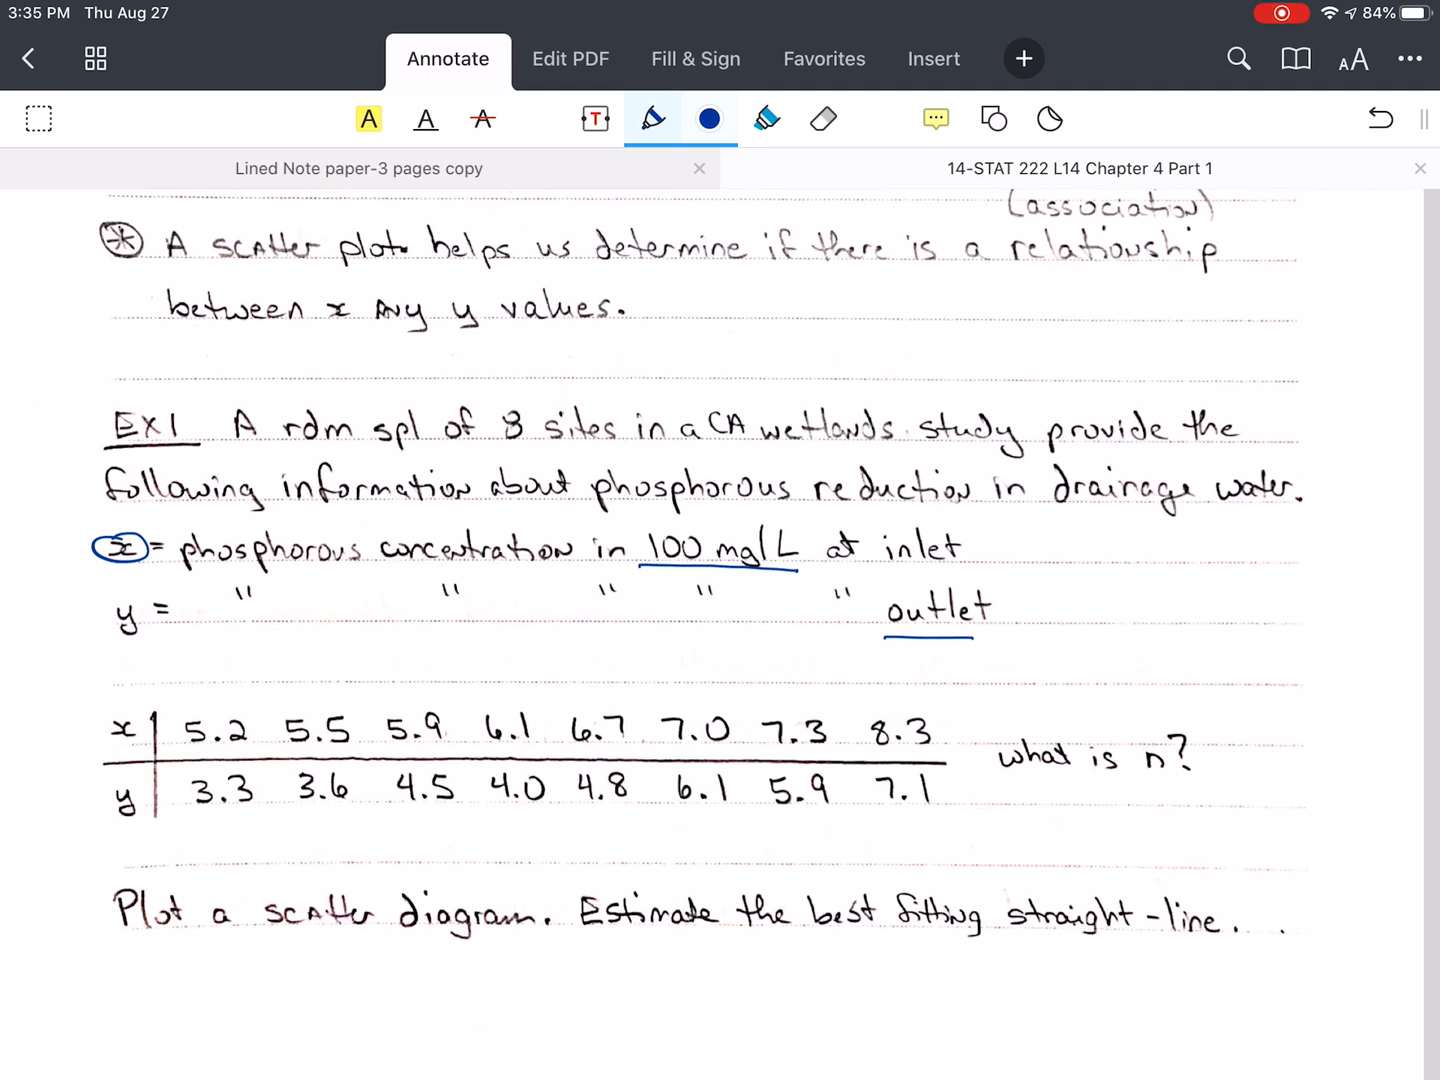 3:35 PM Thu Aug 27
84%
Annotate Edit PDF Fill & Sign Favorites Insert +
AA
A A A T
Lined Note paper-3 pages copy × 14-STAT 222 L14 Chapter 4 Part 1 ×
(association)
* A scatter plot helps us determine if there is a relationship
between x any y values.
EX1 A rdm spl of 8 sites in a CA wetlands study provide the
following information about phosphorous reduction in drainage water.
x = phosphorous concentration in 100 mg/L at inlet
y = " " " " " outlet
x 5.2 5.5 5.9 6.1 6.7 7.0 7.3 8.3
what is n?
y 3.3 3.6 4.5 4.0 4.8 6.1 5.9 7.1
Plot a scatter diagram. Estimate the best fitting straight-line.